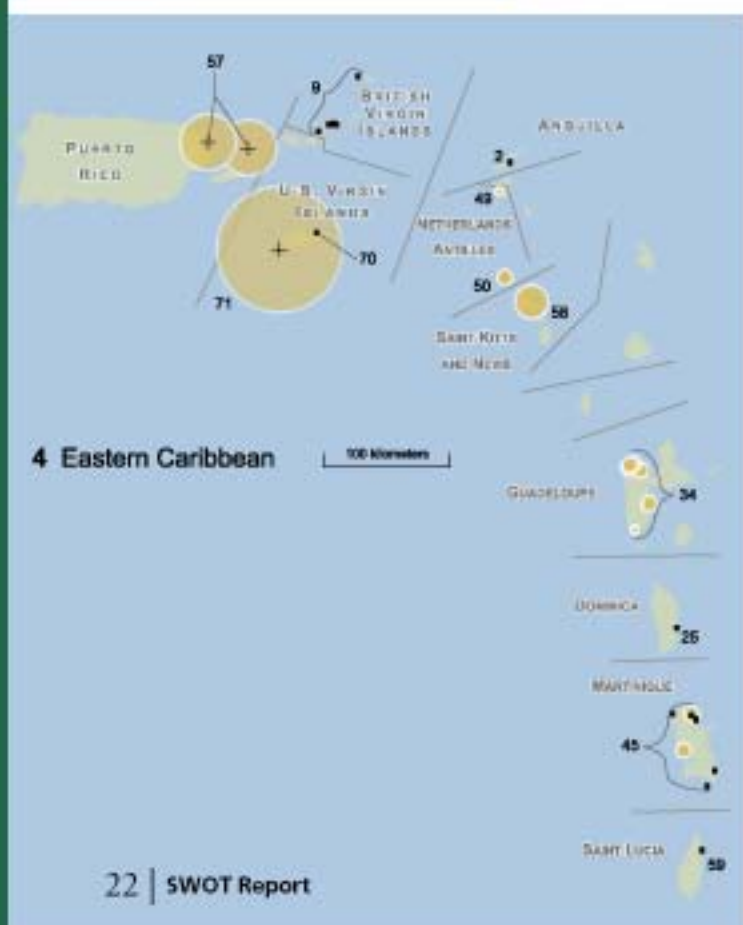 57
9
BRITISH
VIRGIN
ISLANDS
ANGUILLA
PUERTO
RICO
2
49
U.S. VIRGIN
ISLANDS
NETHERLANDS
ANTILLES
70
50
71
58
SAINT KITTS
AND NEVIS
4 Eastern Caribbean
100 kilometers
GUADELOUPE
34
DOMINICA
25
MARTINIQUE
45
SAINT LUCIA
59
22 | SWOT Report